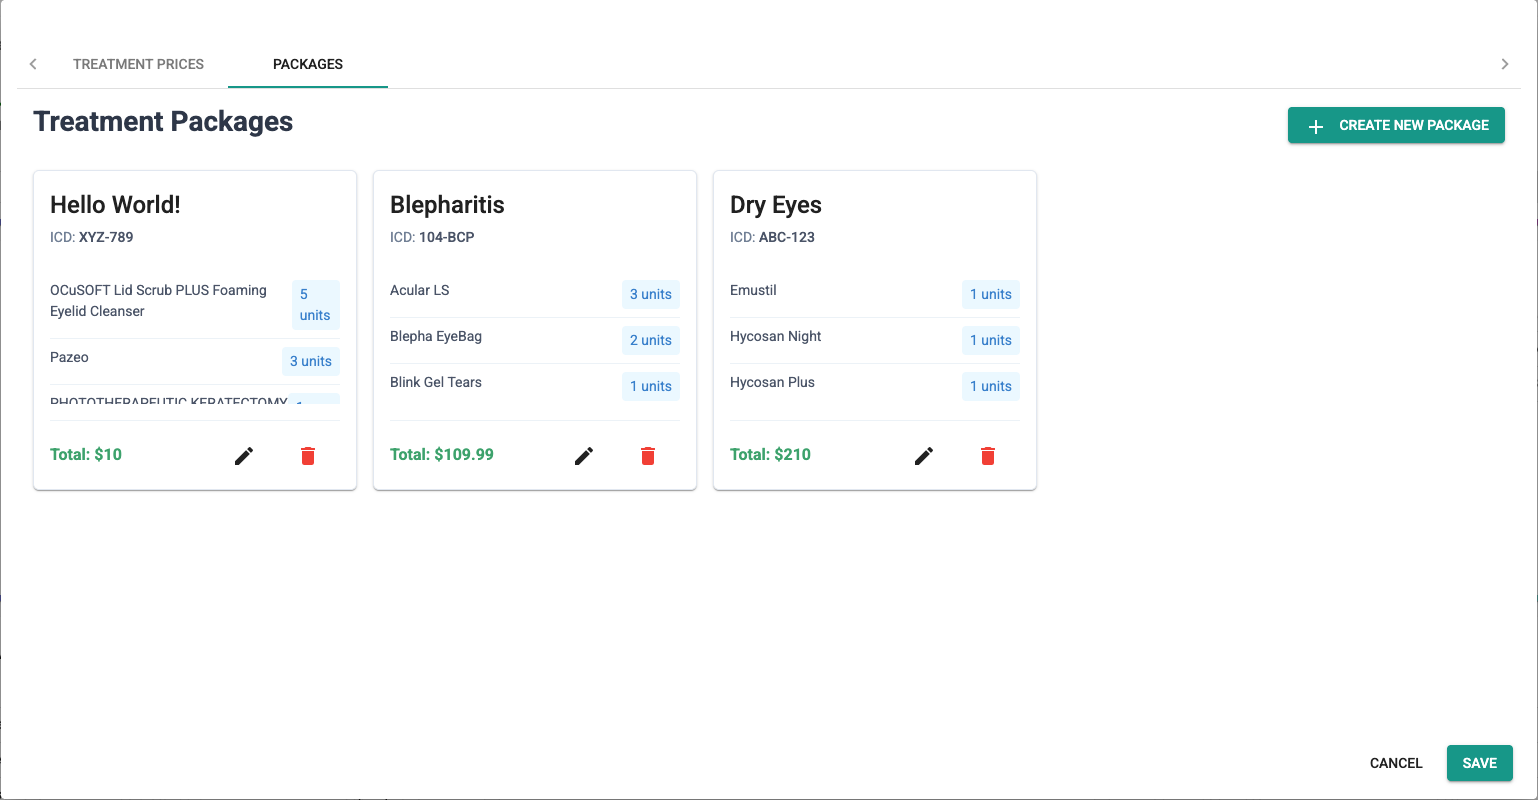 TREATMENT PRICES
PACKAGES
Treatment Packages
CREATE NEW PACKAGE
Hello World!
ICD: XYZ-789
OCuSOFT Lid Scrub PLUS Foaming
Eyelid Cleanser
5
units
Pazeo
3 units
PHOTOTHERAPEUTIC KERATECTOMY
Total: $10
Blepharitis
ICD: 104-BCP
Acular LS
3 units
Blepha EyeBag
2 units
Blink Gel Tears
1 units
Total: $109.99
Dry Eyes
ICD: ABC-123
Emustil
1 units
Hycosan Night
1 units
Hycosan Plus
1 units
Total: $210
CANCEL
SAVE